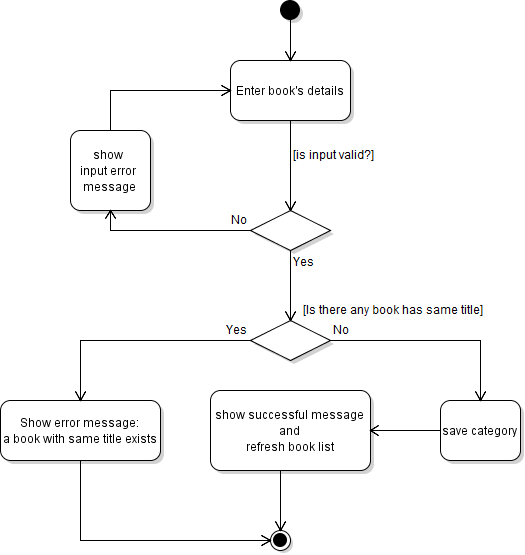 Enter book's details
[is input valid?]
show
input error
message
No
Yes
[Is there any book has same title]
Yes
No
Show error message:
a book with same title exists
show successful message
and
refresh book list
save category